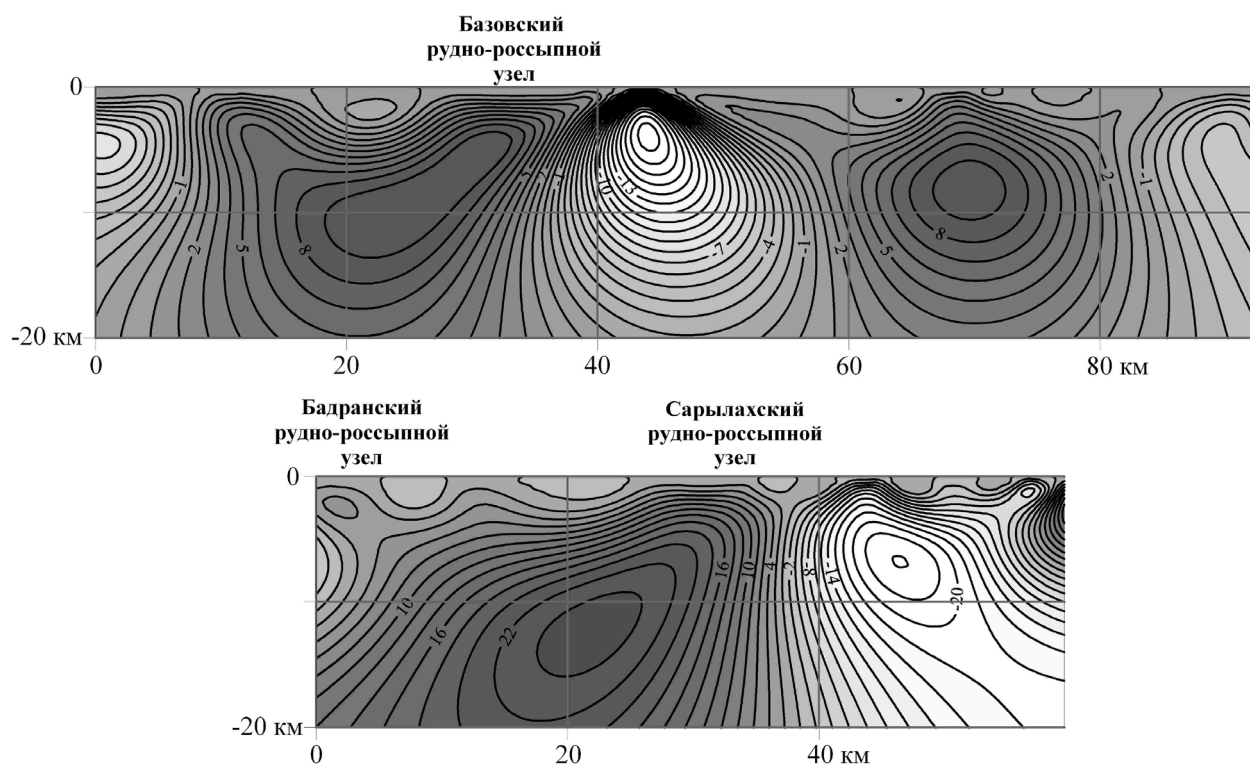 Базовский
рудно-россыпной
узел
0
-1
2
5
8
5
2
-1
-10
-13
-7
-4
-1
2
5
8
2
-1
-20 км
0
20
40
60
80 км
Бадранский
рудно-россыпной
узел
Сарылахский
рудно-россыпной
узел
0
10
16
22
16
10
4
-2
-8
-14
-20
-20 км
0
20
40 км